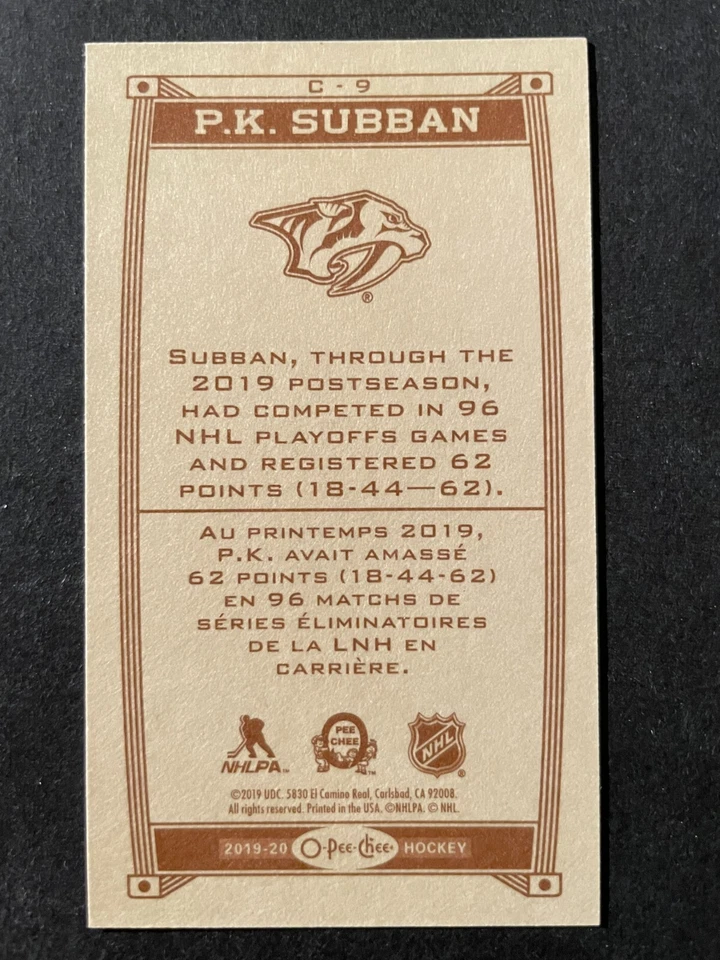 C - 9
P.K. SUBBAN
®
SUBBAN, THROUGH THE
2019 POSTSEASON,
HAD COMPETED IN 96
NHL PLAYOFFS GAMES
AND REGISTERED 62
POINTS (18-44—62).
AU PRINTEMPS 2019,
P.K. AVAIT AMASSÉ
62 POINTS (18-44-62)
EN 96 MATCHS DE
SÉRIES ÉLIMINATOIRES
DE LA LNH EN
CARRIÈRE.
NHLPA™
O PEE CHEE™
NHL®
©2019 UDC. 5830 El Camino Real, Carlsbad, CA 92008.
All rights reserved. Printed in the USA. ©NHLPA. © NHL.
2019-20 O-Pee-Chee® HOCKEY